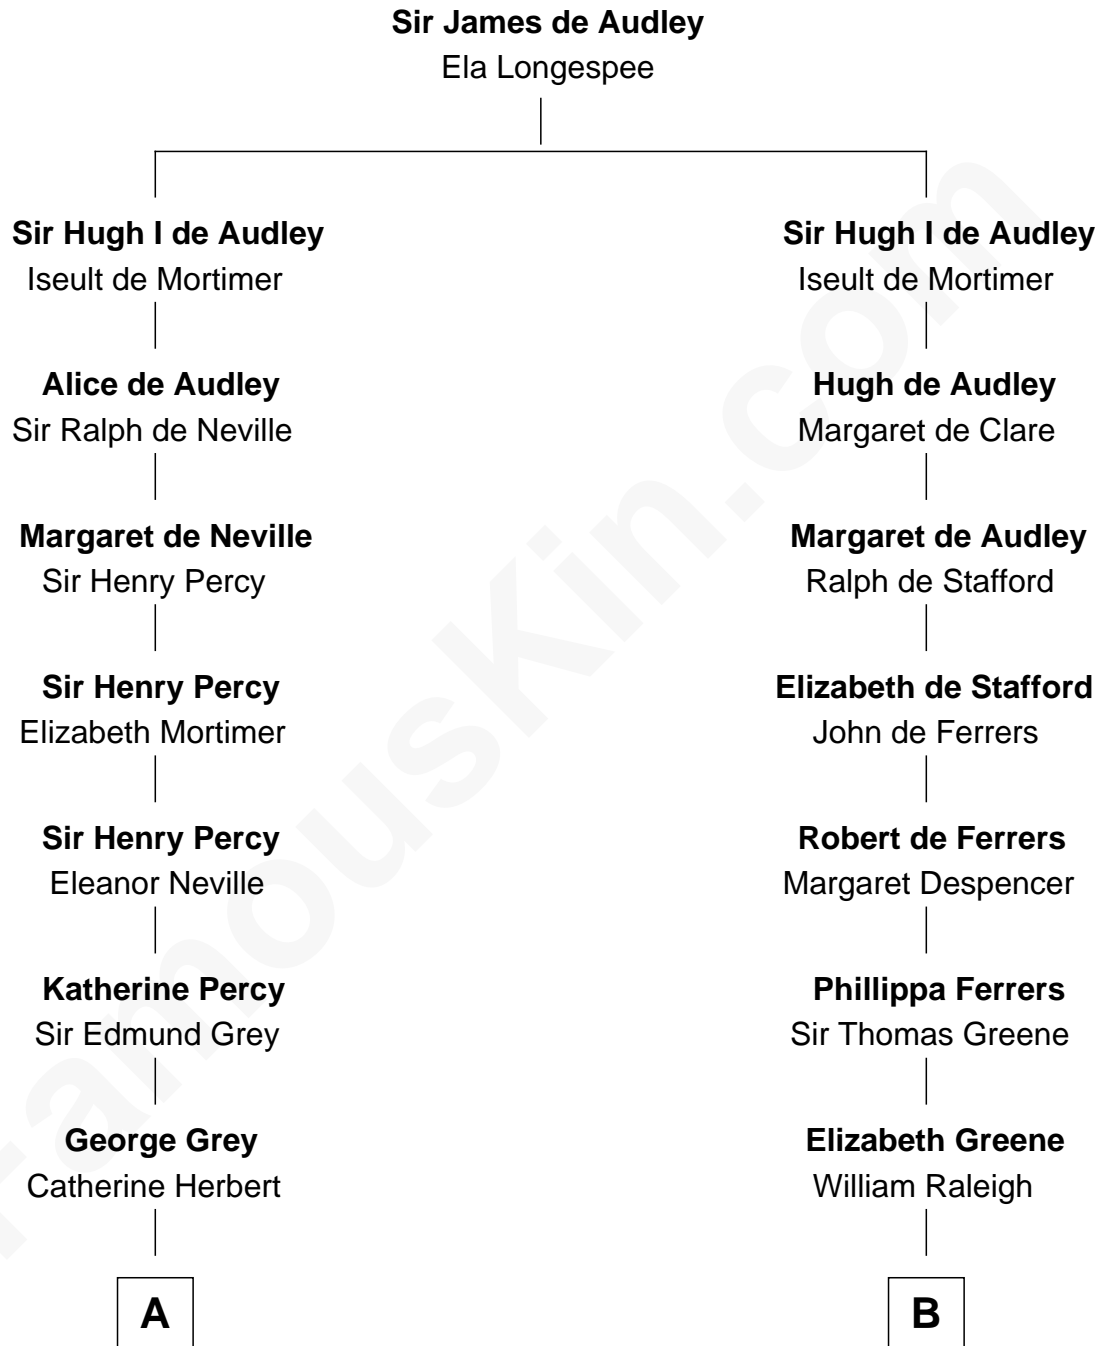 Sir James de Audley
Ela Longespee
Sir Hugh I de Audley
Iseult de Mortimer
Alice de Audley
Sir Ralph de Neville
Margaret de Neville
Sir Henry Percy
Sir Henry Percy
Elizabeth Mortimer
Sir Henry Percy
Eleanor Neville
Katherine Percy
Sir Edmund Grey
George Grey
Catherine Herbert
A
Sir Hugh I de Audley
Iseult de Mortimer
Hugh de Audley
Margaret de Clare
Margaret de Audley
Ralph de Stafford
Elizabeth de Stafford
John de Ferrers
Robert de Ferrers
Margaret Despencer
Phillippa Ferrers
Sir Thomas Greene
Elizabeth Greene
William Raleigh
B
FamousKin.com